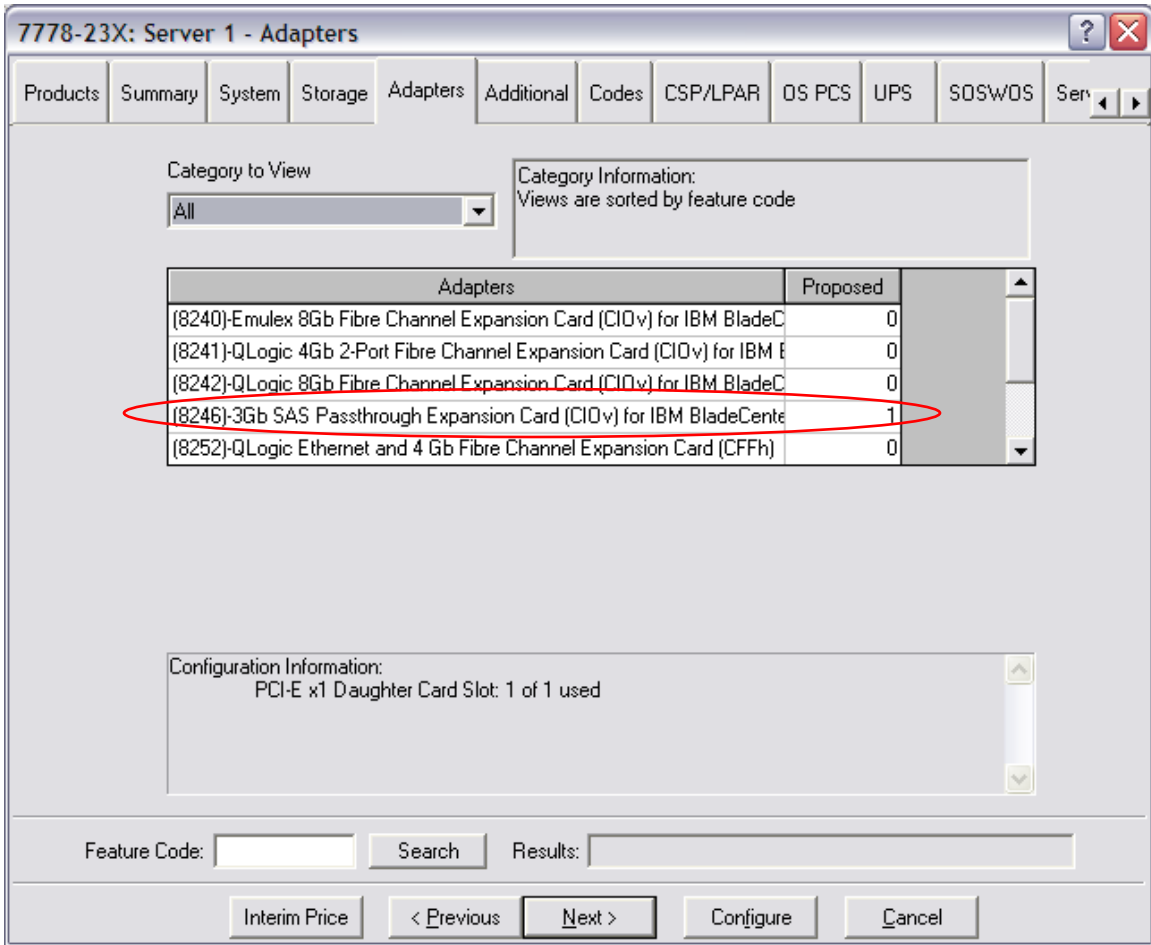 7778-23X: Server 1 - Adapters
?
Products Summary System Storage Adapters Additional Codes CSP/LPAR OS PCS UPS SOSWOS Serv
Category to View
All
Category Information:
Views are sorted by feature code
Adapters Proposed
(8240)-Emulex 8Gb Fibre Channel Expansion Card (CIOv) for IBM BladeC 0
(8241)-QLogic 4Gb 2-Port Fibre Channel Expansion Card (CIOv) for IBM B 0
(8242)-QLogic 8Gb Fibre Channel Expansion Card (CIOv) for IBM BladeC 0
(8246)-3Gb SAS Passthrough Expansion Card (CIOv) for IBM BladeCente 1
(8252)-QLogic Ethernet and 4 Gb Fibre Channel Expansion Card (CFFh) 0
Configuration Information:
PCI-E x1 Daughter Card Slot: 1 of 1 used
Feature Code: Search Results:
Interim Price < Previous Next > Configure Cancel